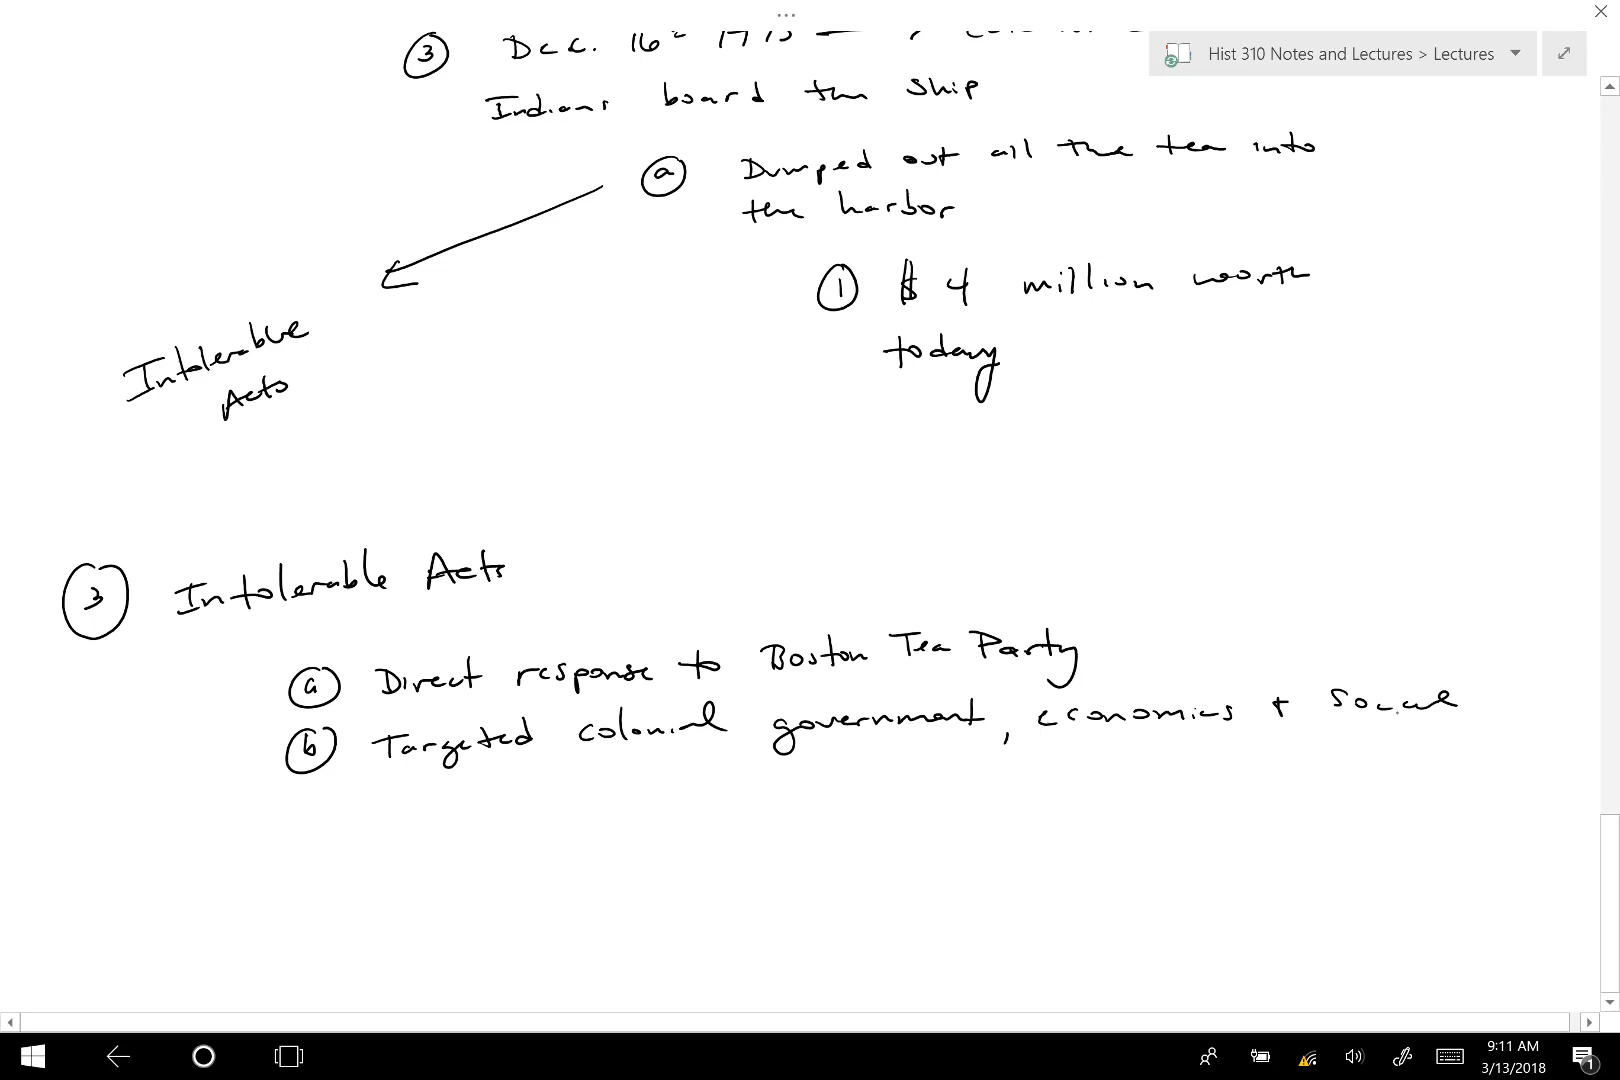 ③ Dec. 16
Hist 310 Notes and Lectures > Lectures
Indians board the ship
ⓐ Dumped out all the tea into
the harbor
① $ 4 million worth
today
Intolerable
Acts
③ Intolerable Acts
ⓐ Direct response to Boston Tea Party
ⓑ Targeted colonial government, economics + social
9:11 AM
3/13/2018
1